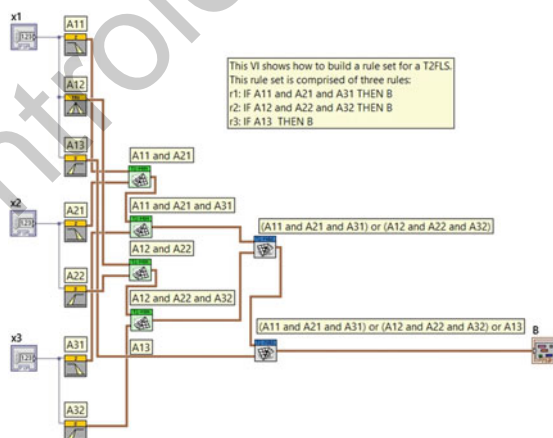 x1
A11
A12
A13
This VI shows how to build a rule set for a T2FLS.
This rule set is comprised of three rules:
r1: IF A11 and A21 and A31 THEN B
r2: IF A12 and A22 and A32 THEN B
r3: IF A13 THEN B
A11 and A21
x2
A21
A11 and A21 and A31
(A11 and A21 and A31) or (A12 and A22 and A32)
A12 and A22
A22
A12 and A22 and A32
x3
A31
A13
(A11 and A21 and A31) or (A12 and A22 and A32) or A13
B
A32